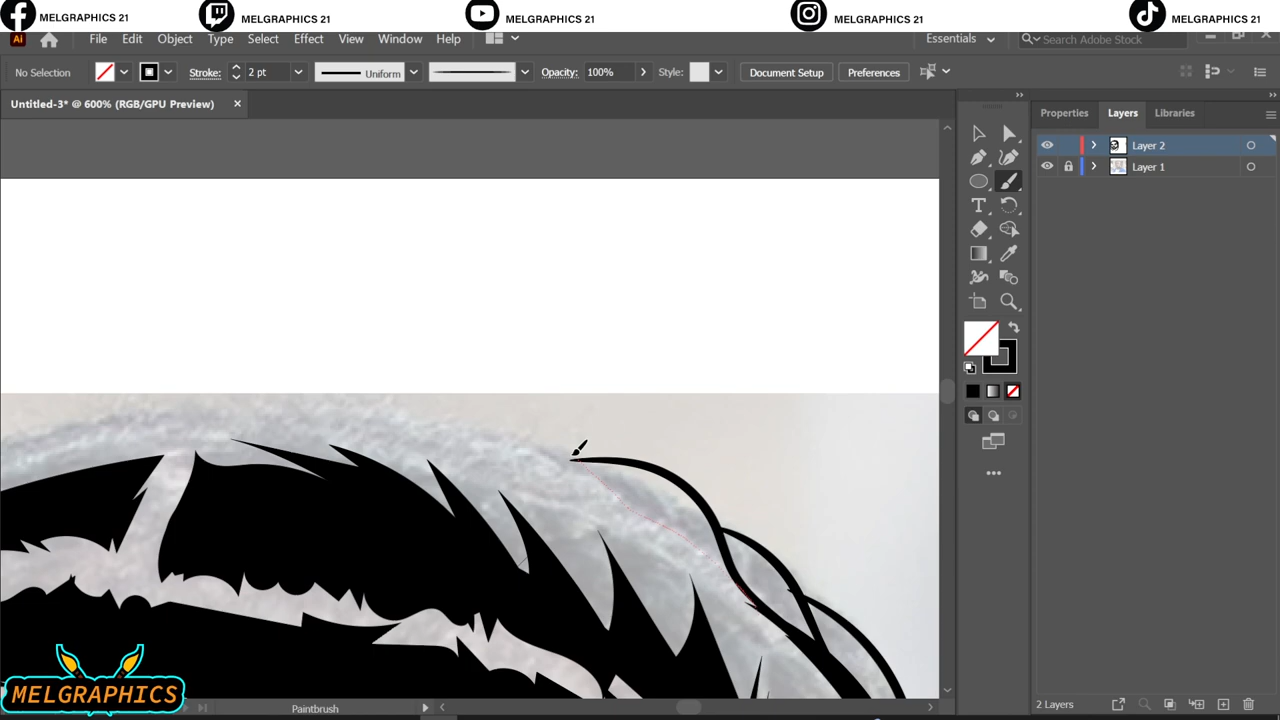 MELGRAPHICS 21 MELGRAPHICS 21 MELGRAPHICS 21 MELGRAPHICS 21 MELGRAPHICS 21
Ai File Edit Object Type Select Effect View Window Help Essentials Search Adobe Stock
No Selection Stroke: 2 pt Uniform Opacity: 100% Style: Document Setup Preferences
Untitled-3* @ 600% (RGB/GPU Preview)
Properties Layers Libraries
Layer 2
Layer 1
MELGRAPHICS
Paintbrush
2 Layers